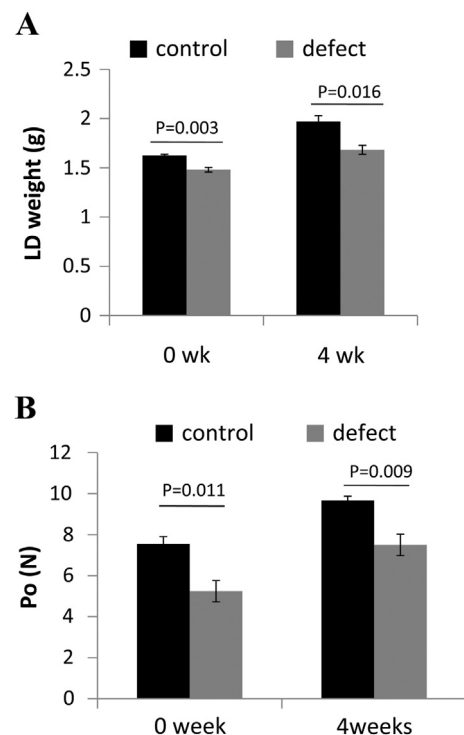 A
control defect
LD weight (g)
2.5
2
1.5
1
0.5
0
P=0.003
P=0.016
0 wk 4 wk
B
control defect
Po (N)
12
10
8
6
4
2
0
P=0.011
P=0.009
0 week 4weeks